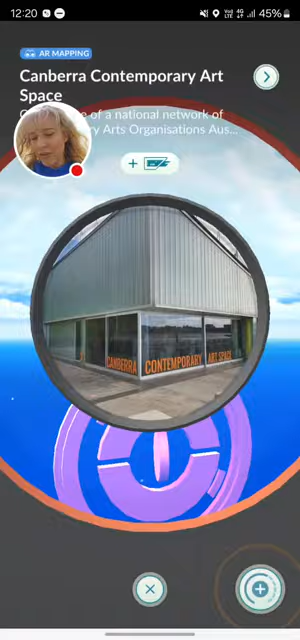 12:20
45%
AR MAPPING
Canberra Contemporary Art
Space
of a national network of
ry Arts Organisations Aus...
CANBERRA CONTEMPORARY ART SPACE